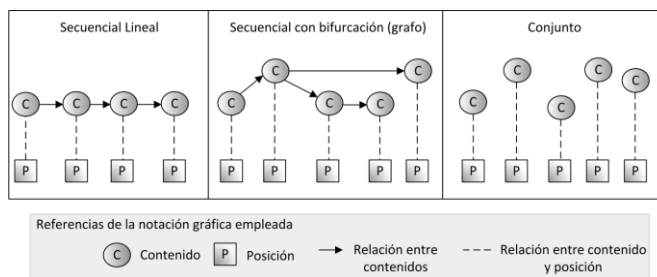 Secuencial Lineal
Secuencial con bifurcación (grafo)
Conjunto
C C C C
C C C C C
C C C C C
P P P P
P P P P P
P P P P P
Referencias de la notación gráfica empleada
C Contenido
P Posición
Relación entre
contenidos
Relación entre contenido
y posición